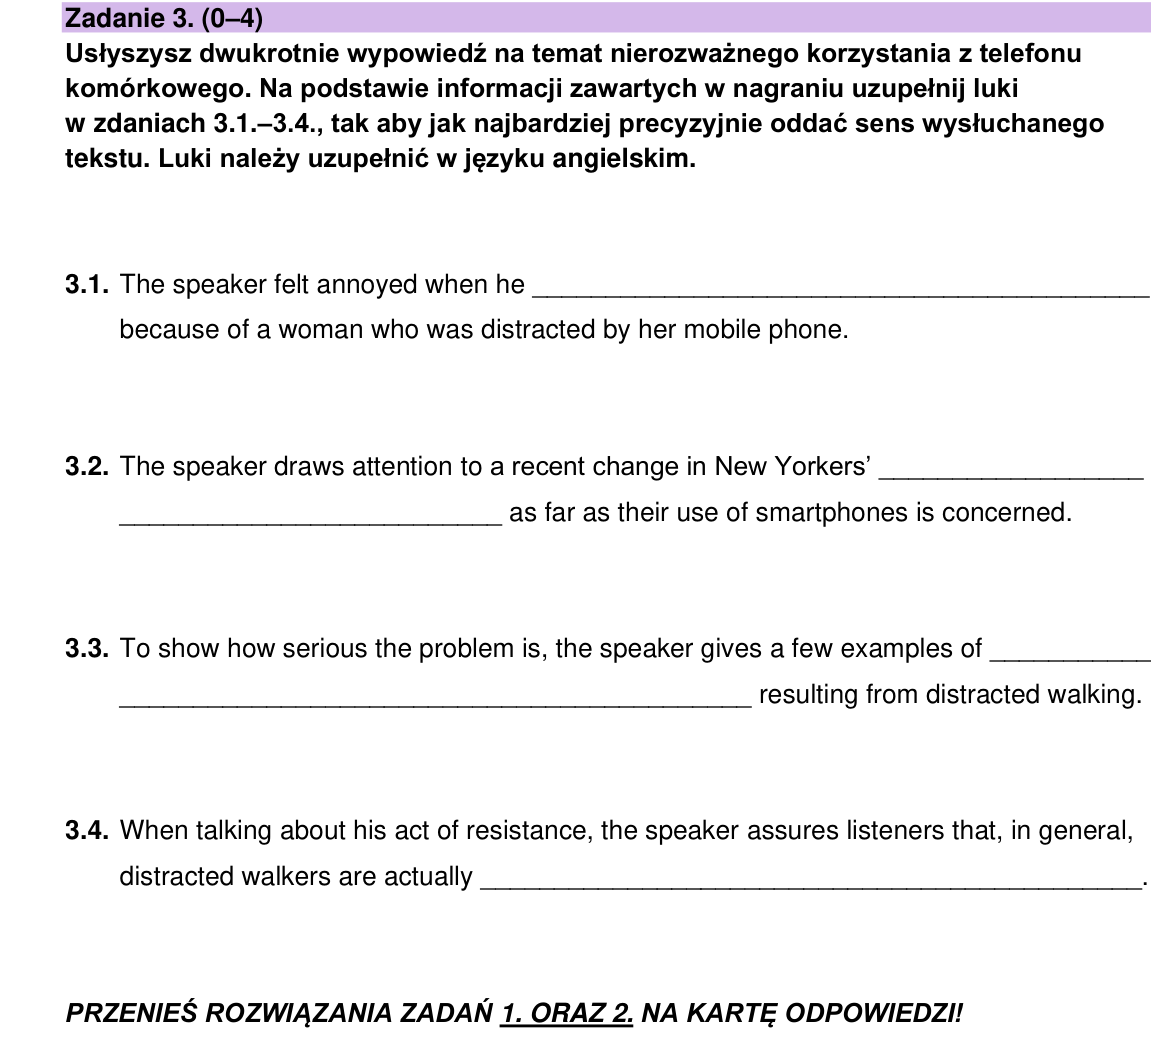 Zadanie 3. (0–4)
Usłyszysz dwukrotnie wypowiedź na temat nierozważnego korzystania z telefonu
komórkowego. Na podstawie informacji zawartych w nagraniu uzupełnij luki
w zdaniach 3.1.–3.4., tak aby jak najbardziej precyzyjnie oddać sens wysłuchanego
tekstu. Luki należy uzupełnić w języku angielskim.
3.1. The speaker felt annoyed when he __________________________________________
because of a woman who was distracted by her mobile phone.
3.2. The speaker draws attention to a recent change in New Yorkers’ __________________
__________________________ as far as their use of smartphones is concerned.
3.3. To show how serious the problem is, the speaker gives a few examples of ___________
___________________________________________ resulting from distracted walking.
3.4. When talking about his act of resistance, the speaker assures listeners that, in general,
distracted walkers are actually _____________________________________________.
PRZENIEŚ ROZWIĄZANIA ZADAŃ 1. ORAZ 2. NA KARTĘ ODPOWIEDZI!